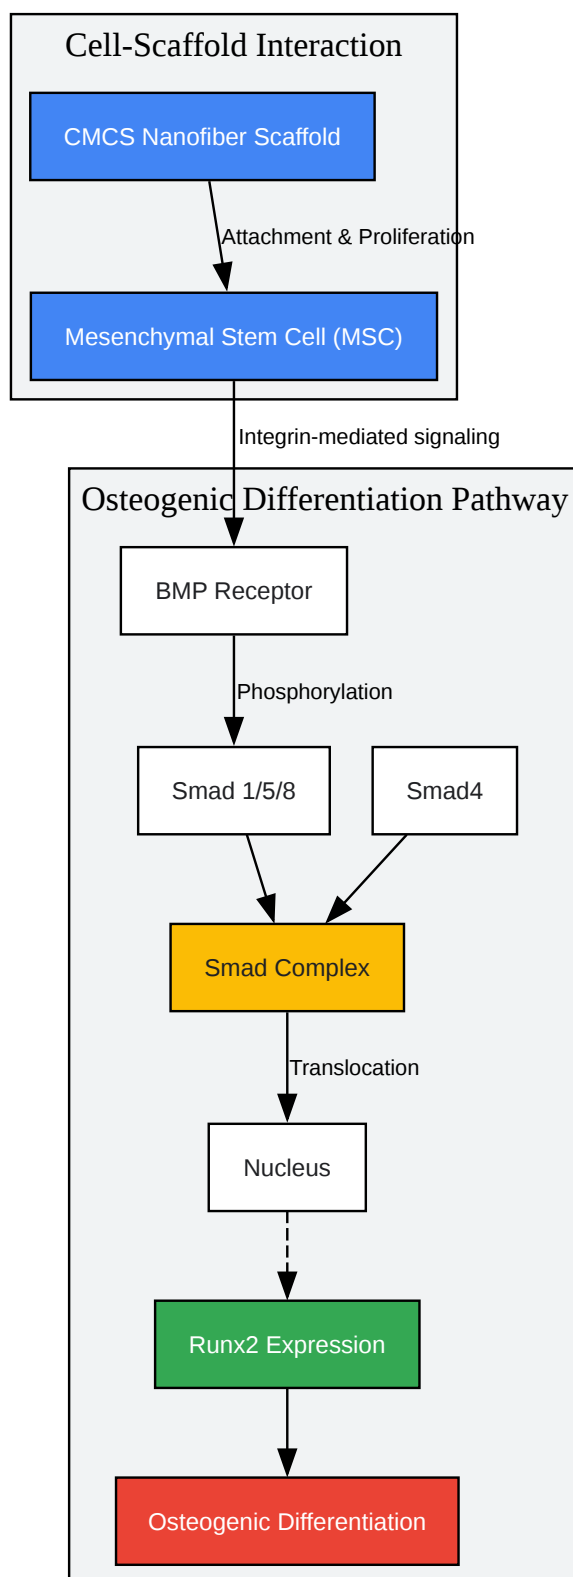 Cell-Scaffold Interaction
CMCS Nanofiber Scaffold
Attachment & Proliferation
Mesenchymal Stem Cell (MSC)
Integrin-mediated signaling
Osteogenic Differentiation Pathway
BMP Receptor
Phosphorylation
Smad 1/5/8
Smad4
Smad Complex
Translocation
Nucleus
Runx2 Expression
Osteogenic Differentiation